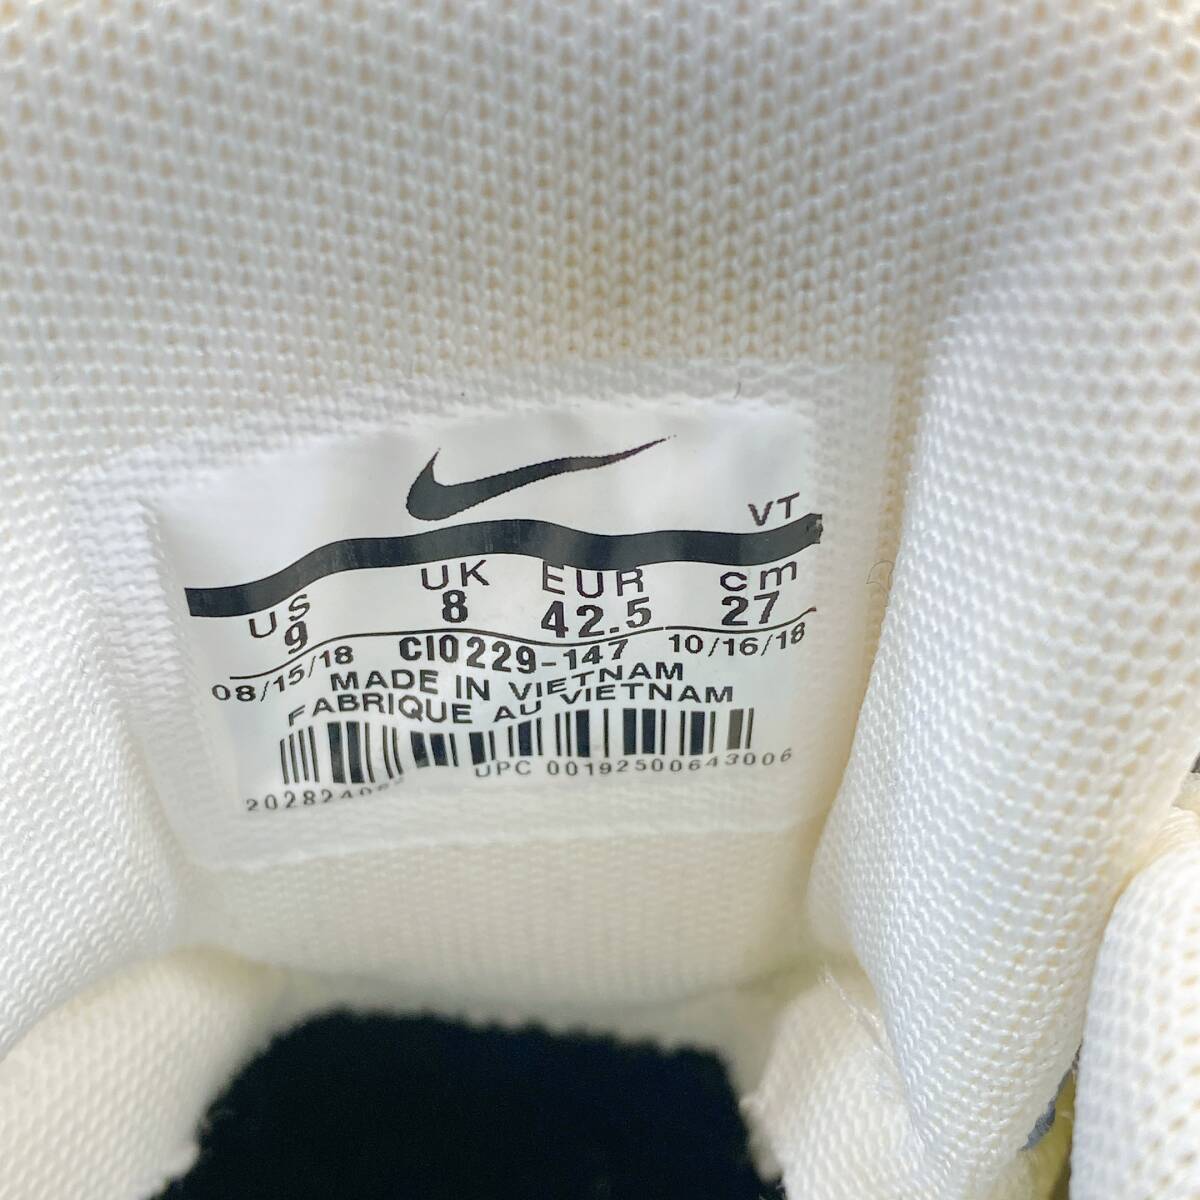 VT
US UK EUR cm
9 8 42.5 27
08/15/18 CI0229-147 10/16/18
MADE IN VIETNAM
FABRIQUE AU VIETNAM
UPC 00192500643006